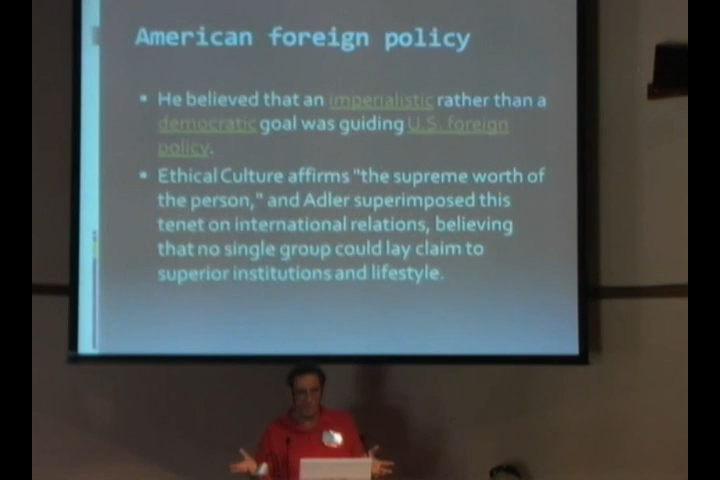 American foreign policy
▪ He believed that an imperialistic rather than a
democratic goal was guiding U.S. foreign
policy.
▪ Ethical Culture affirms "the supreme worth of
the person," and Adler superimposed this
tenet on international relations, believing
that no single group could lay claim to
superior institutions and lifestyle.